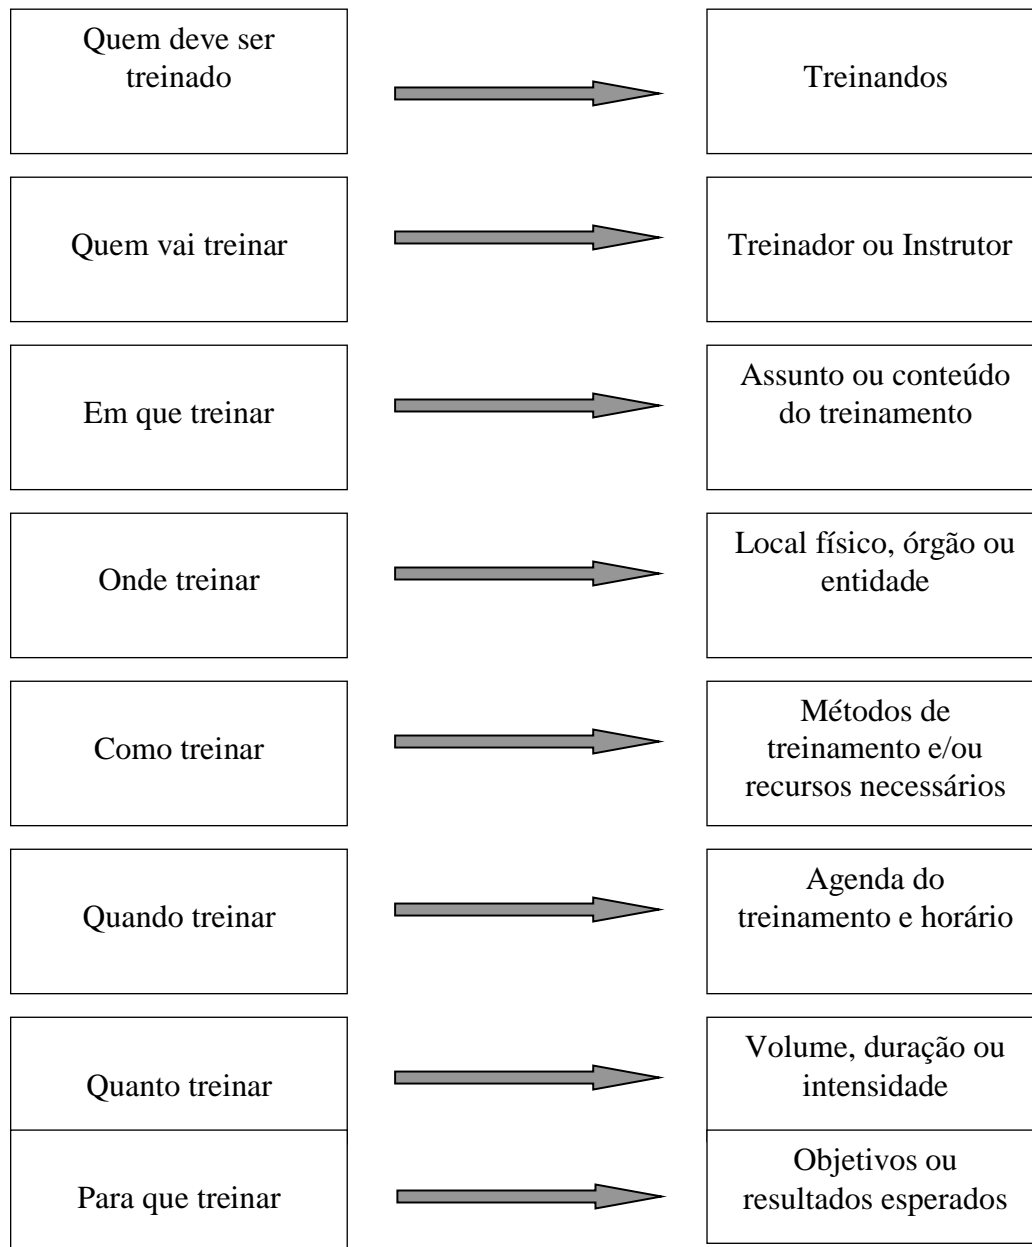 Quem deve ser
treinado
Treinandos
Quem vai treinar
Treinador ou Instrutor
Em que treinar
Assunto ou conteúdo
do treinamento
Onde treinar
Local físico, órgão ou
entidade
Como treinar
Métodos de
treinamento e/ou
recursos necessários
Quando treinar
Agenda do
treinamento e horário
Quanto treinar
Volume, duração ou
intensidade
Para que treinar
Objetivos ou
resultados esperados